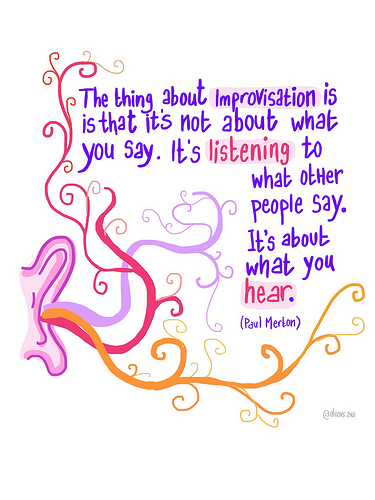 The thing about Improvisation is
is that it's not about what
you say. It's listening to
what other
people say.
It's about
what you
hear.
(Paul Merton)